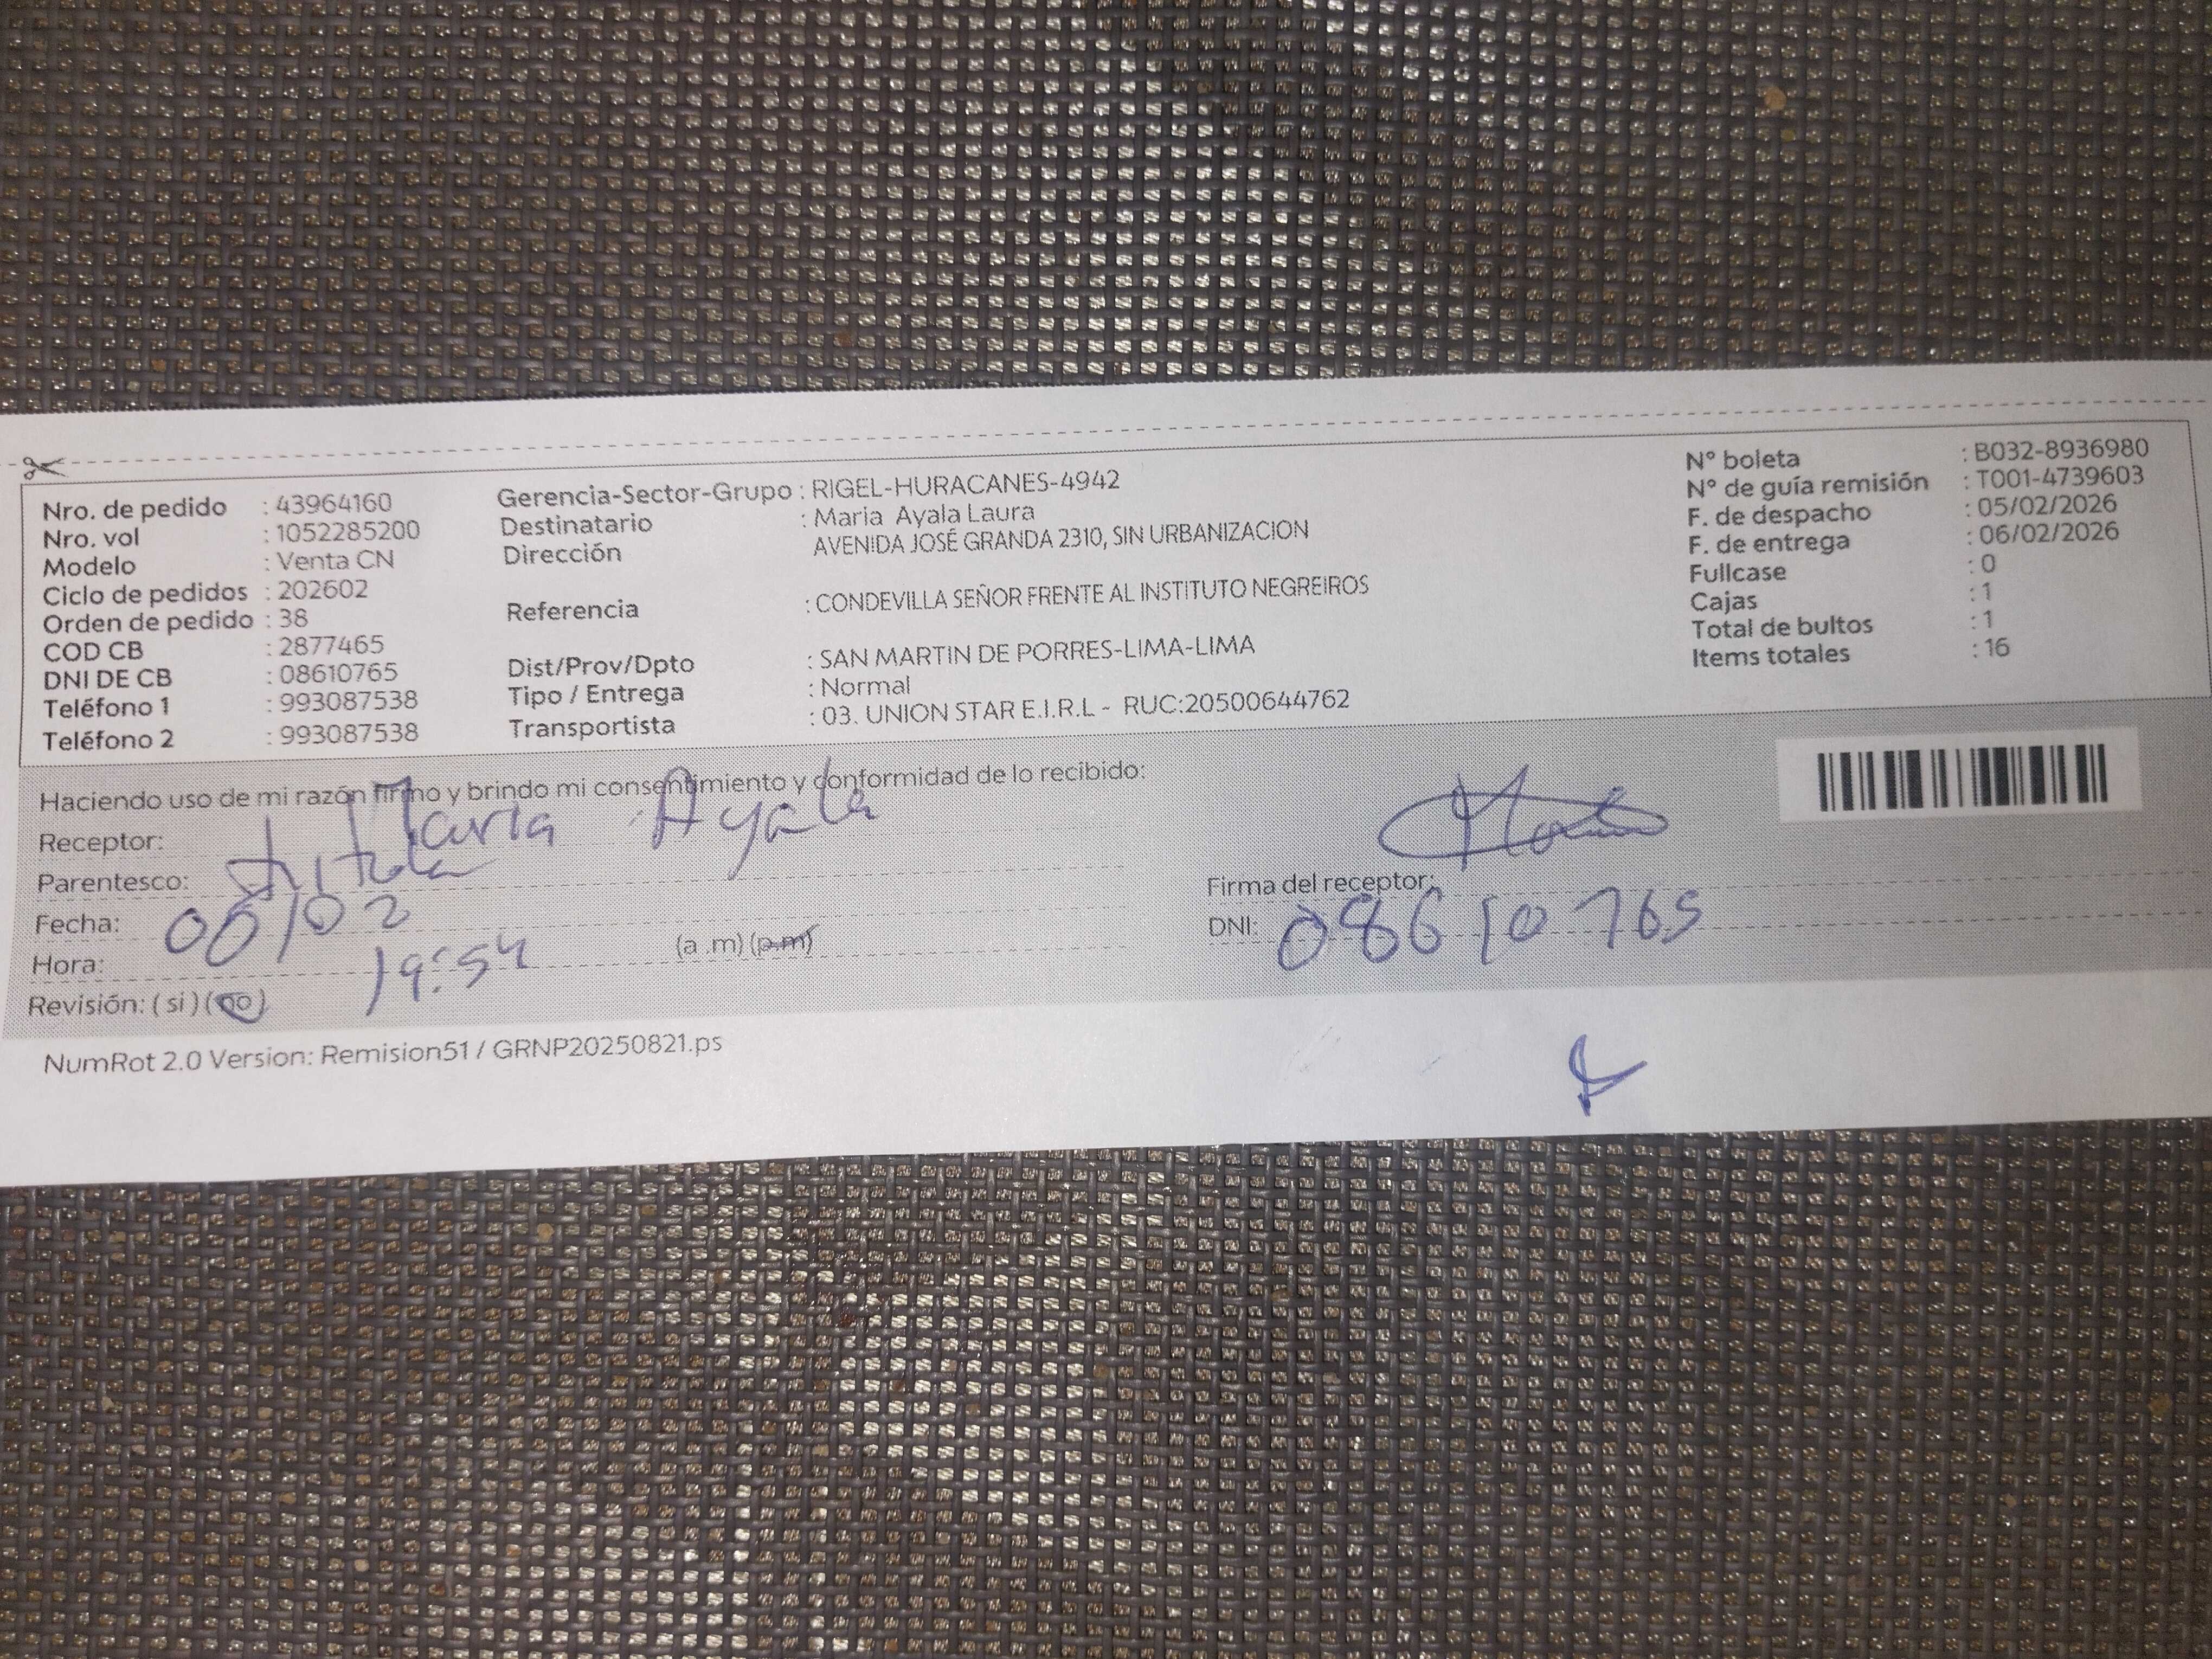 Nro. de pedido : 43964160
Nro. vol : 1052285200
Modelo : Venta CN
Ciclo de pedidos : 202602
Orden de pedido : 38
COD CB : 2877465
DNI DE CB : 08610765
Teléfono 1 : 993087538
Teléfono 2 : 993087538
Gerencia-Sector-Grupo : RIGEL-HURACANES-4942
Destinatario : Maria Ayala Laura
Dirección AVENIDA JOSÉ GRANDA 2310, SIN URBANIZACION
Referencia : CONDEVILLA SEÑOR FRENTE AL INSTITUTO NEGREIROS
Dist/Prov/Dpto : SAN MARTIN DE PORRES-LIMA-LIMA
Tipo / Entrega : Normal
Transportista : 03. UNION STAR E.I.R.L - RUC:20500644762
Nº boleta : B032-8936980
Nº de guía remisión : T001-4739603
F. de despacho : 05/02/2026
F. de entrega : 06/02/2026
Fullcase : 0
Cajas : 1
Total de bultos : 1
Items totales : 16
Haciendo uso de mi razón firmo y brindo mi consentimiento y conformidad de lo recibido:
Receptor: Maria Ayala
Parentesco:
Fecha: 06/02
Hora: 19:54 (a .m) (p.m)
Revisión: ( si ) (no)
Firma del receptor:
DNI: 08610765
NumRot 2.0 Version: Remision51 / GRNP20250821.ps